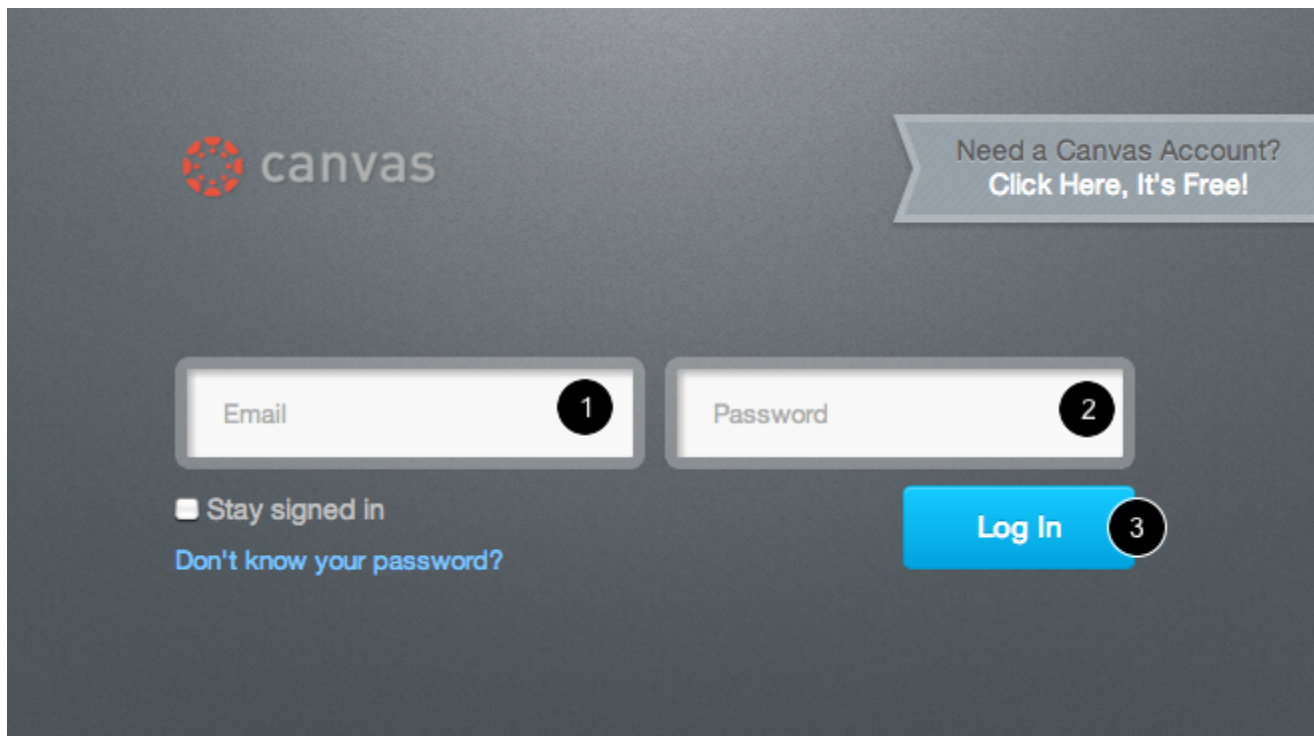 canvas
Need a Canvas Account?
Click Here, It's Free!
Email 1
Password 2
Stay signed in
Don't know your password?
Log In 3